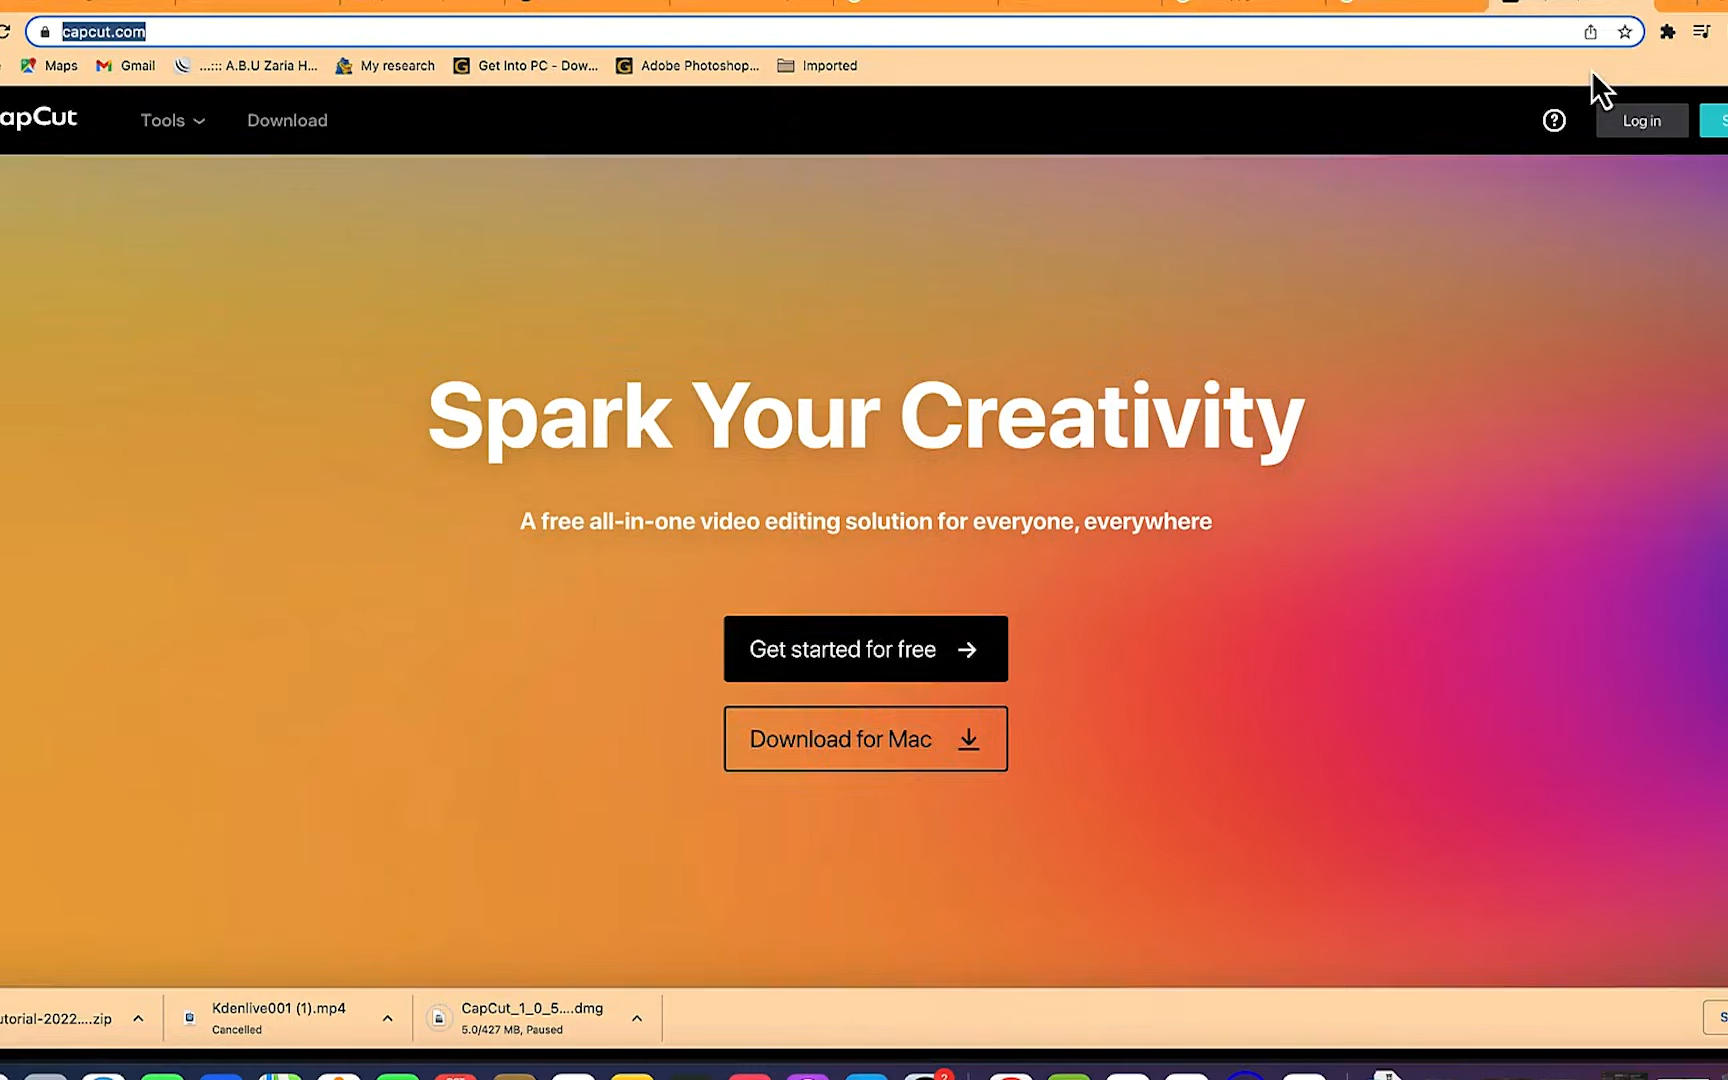 capcut.com
Maps Gmail ...::: A.B.U Zaria H... My research Get Into PC - Dow... Adobe Photoshop... Imported
apCut Tools Download Log in S
Spark Your Creativity
A free all-in-one video editing solution for everyone, everywhere
Get started for free
Download for Mac
utorial-2022....zip
Kdenlive001 (1).mp4
Cancelled
CapCut_1_0_5....dmg
5.0/427 MB, Paused
S
2